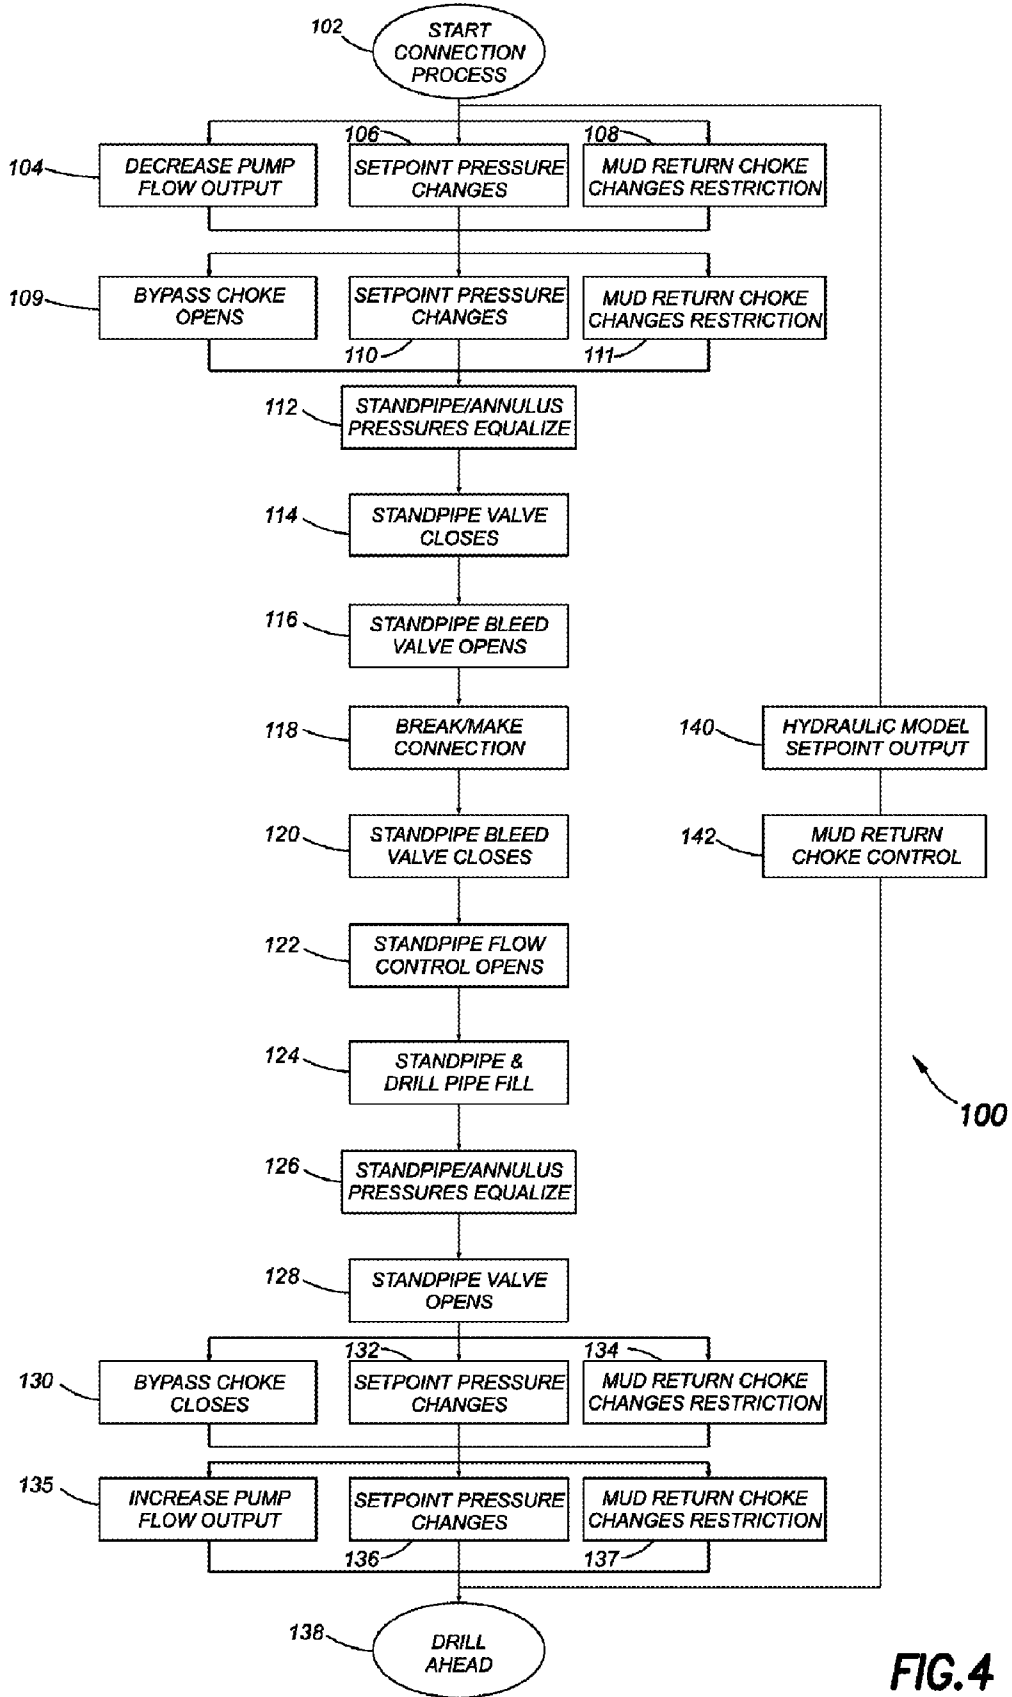 102
START
CONNECTION
PROCESS
104
DECREASE PUMP
FLOW OUTPUT
106
SETPOINT PRESSURE
CHANGES
108
MUD RETURN CHOKE
CHANGES RESTRICTION
109
BYPASS CHOKE
OPENS
SETPOINT PRESSURE
CHANGES
110
MUD RETURN CHOKE
CHANGES RESTRICTION
111
112
STANDPIPE/ANNULUS
PRESSURES EQUALIZE
114
STANDPIPE VALVE
CLOSES
116
STANDPIPE BLEED
VALVE OPENS
118
BREAK/MAKE
CONNECTION
140
HYDRAULIC MODEL
SETPOINT OUTPUT
120
STANDPIPE BLEED
VALVE CLOSES
142
MUD RETURN
CHOKE CONTROL
122
STANDPIPE FLOW
CONTROL OPENS
124
STANDPIPE &
DRILL PIPE FILL
100
126
STANDPIPE/ANNULUS
PRESSURES EQUALIZE
128
STANDPIPE VALVE
OPENS
130
BYPASS CHOKE
CLOSES
132
SETPOINT PRESSURE
CHANGES
134
MUD RETURN CHOKE
CHANGES RESTRICTION
135
INCREASE PUMP
FLOW OUTPUT
SETPOINT PRESSURE
CHANGES
136
MUD RETURN CHOKE
CHANGES RESTRICTION
137
138
DRILL
AHEAD
FIG.4